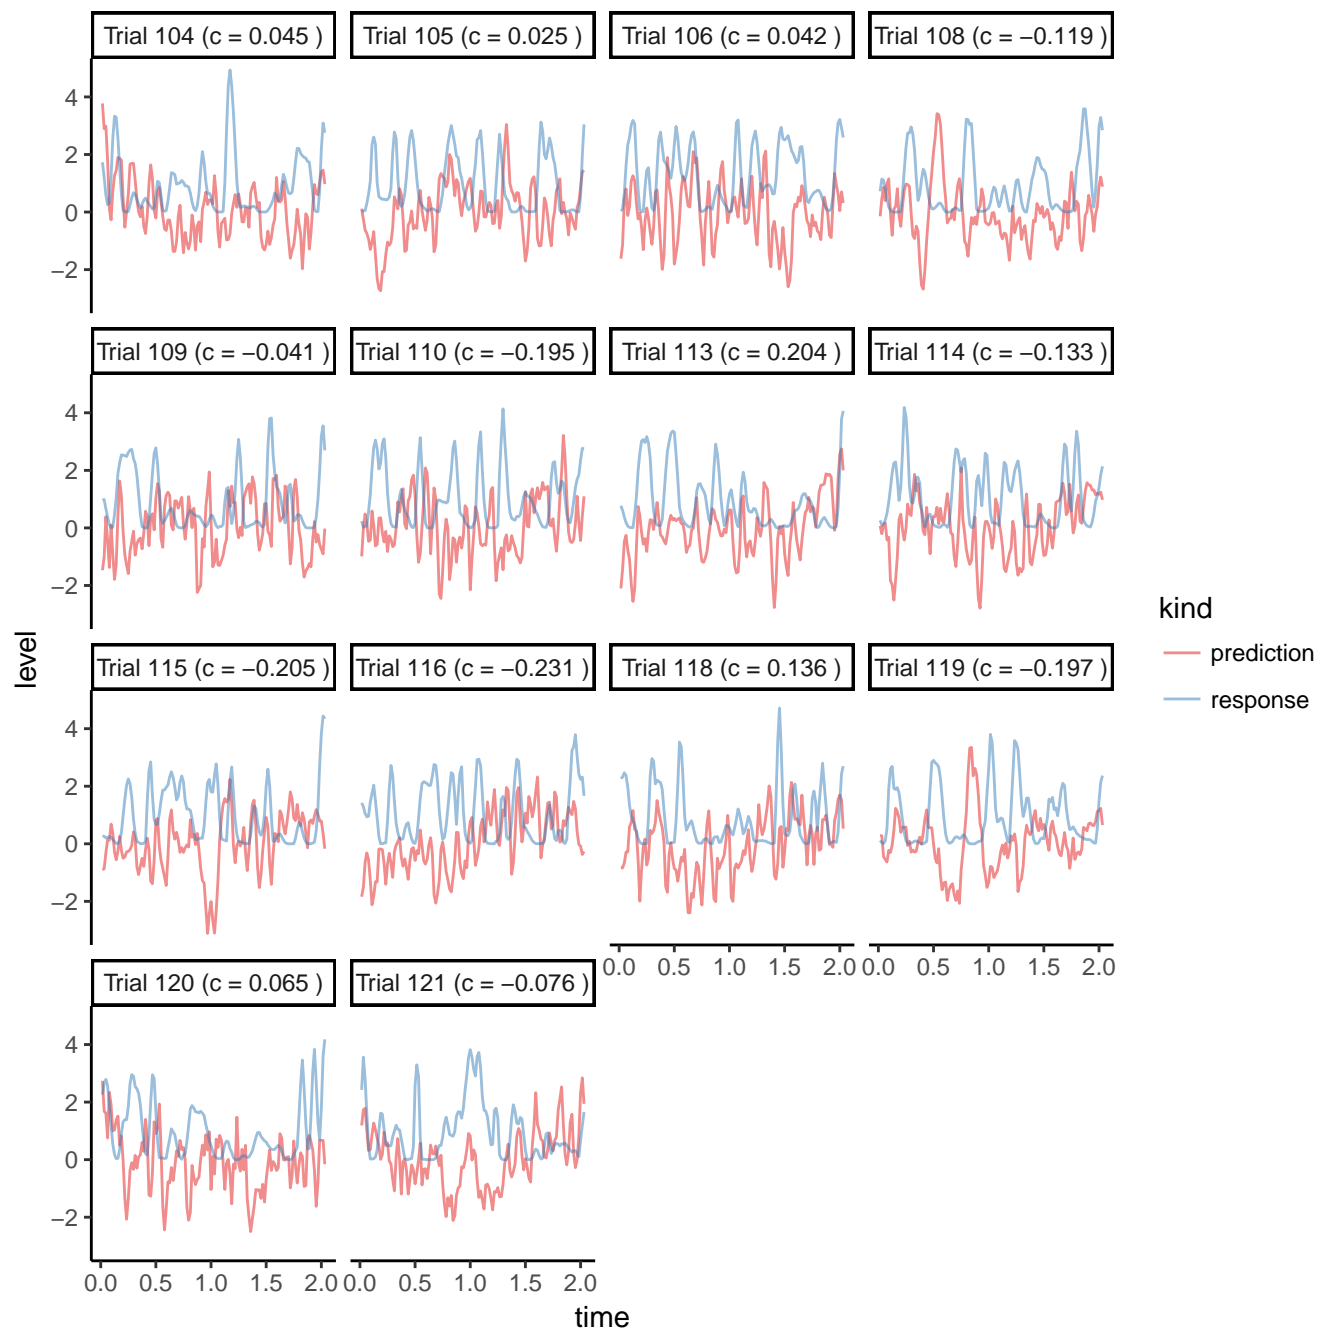 Trial 104 (c = 0.045 )
Trial 105 (c = 0.025 )
Trial 106 (c = 0.042 )
Trial 108 (c = −0.119 )
4
2
0
−2
Trial 109 (c = −0.041 )
Trial 110 (c = −0.195 )
Trial 113 (c = 0.204 )
Trial 114 (c = −0.133 )
4
2
0
−2
Trial 115 (c = −0.205 )
Trial 116 (c = −0.231 )
Trial 118 (c = 0.136 )
Trial 119 (c = −0.197 )
4
2
0
−2
0.0 0.5 1.0 1.5 2.0
0.0 0.5 1.0 1.5 2.0
Trial 120 (c = 0.065 )
Trial 121 (c = −0.076 )
4
2
0
−2
0.0 0.5 1.0 1.5 2.0
0.0 0.5 1.0 1.5 2.0
time
level
kind
prediction
response